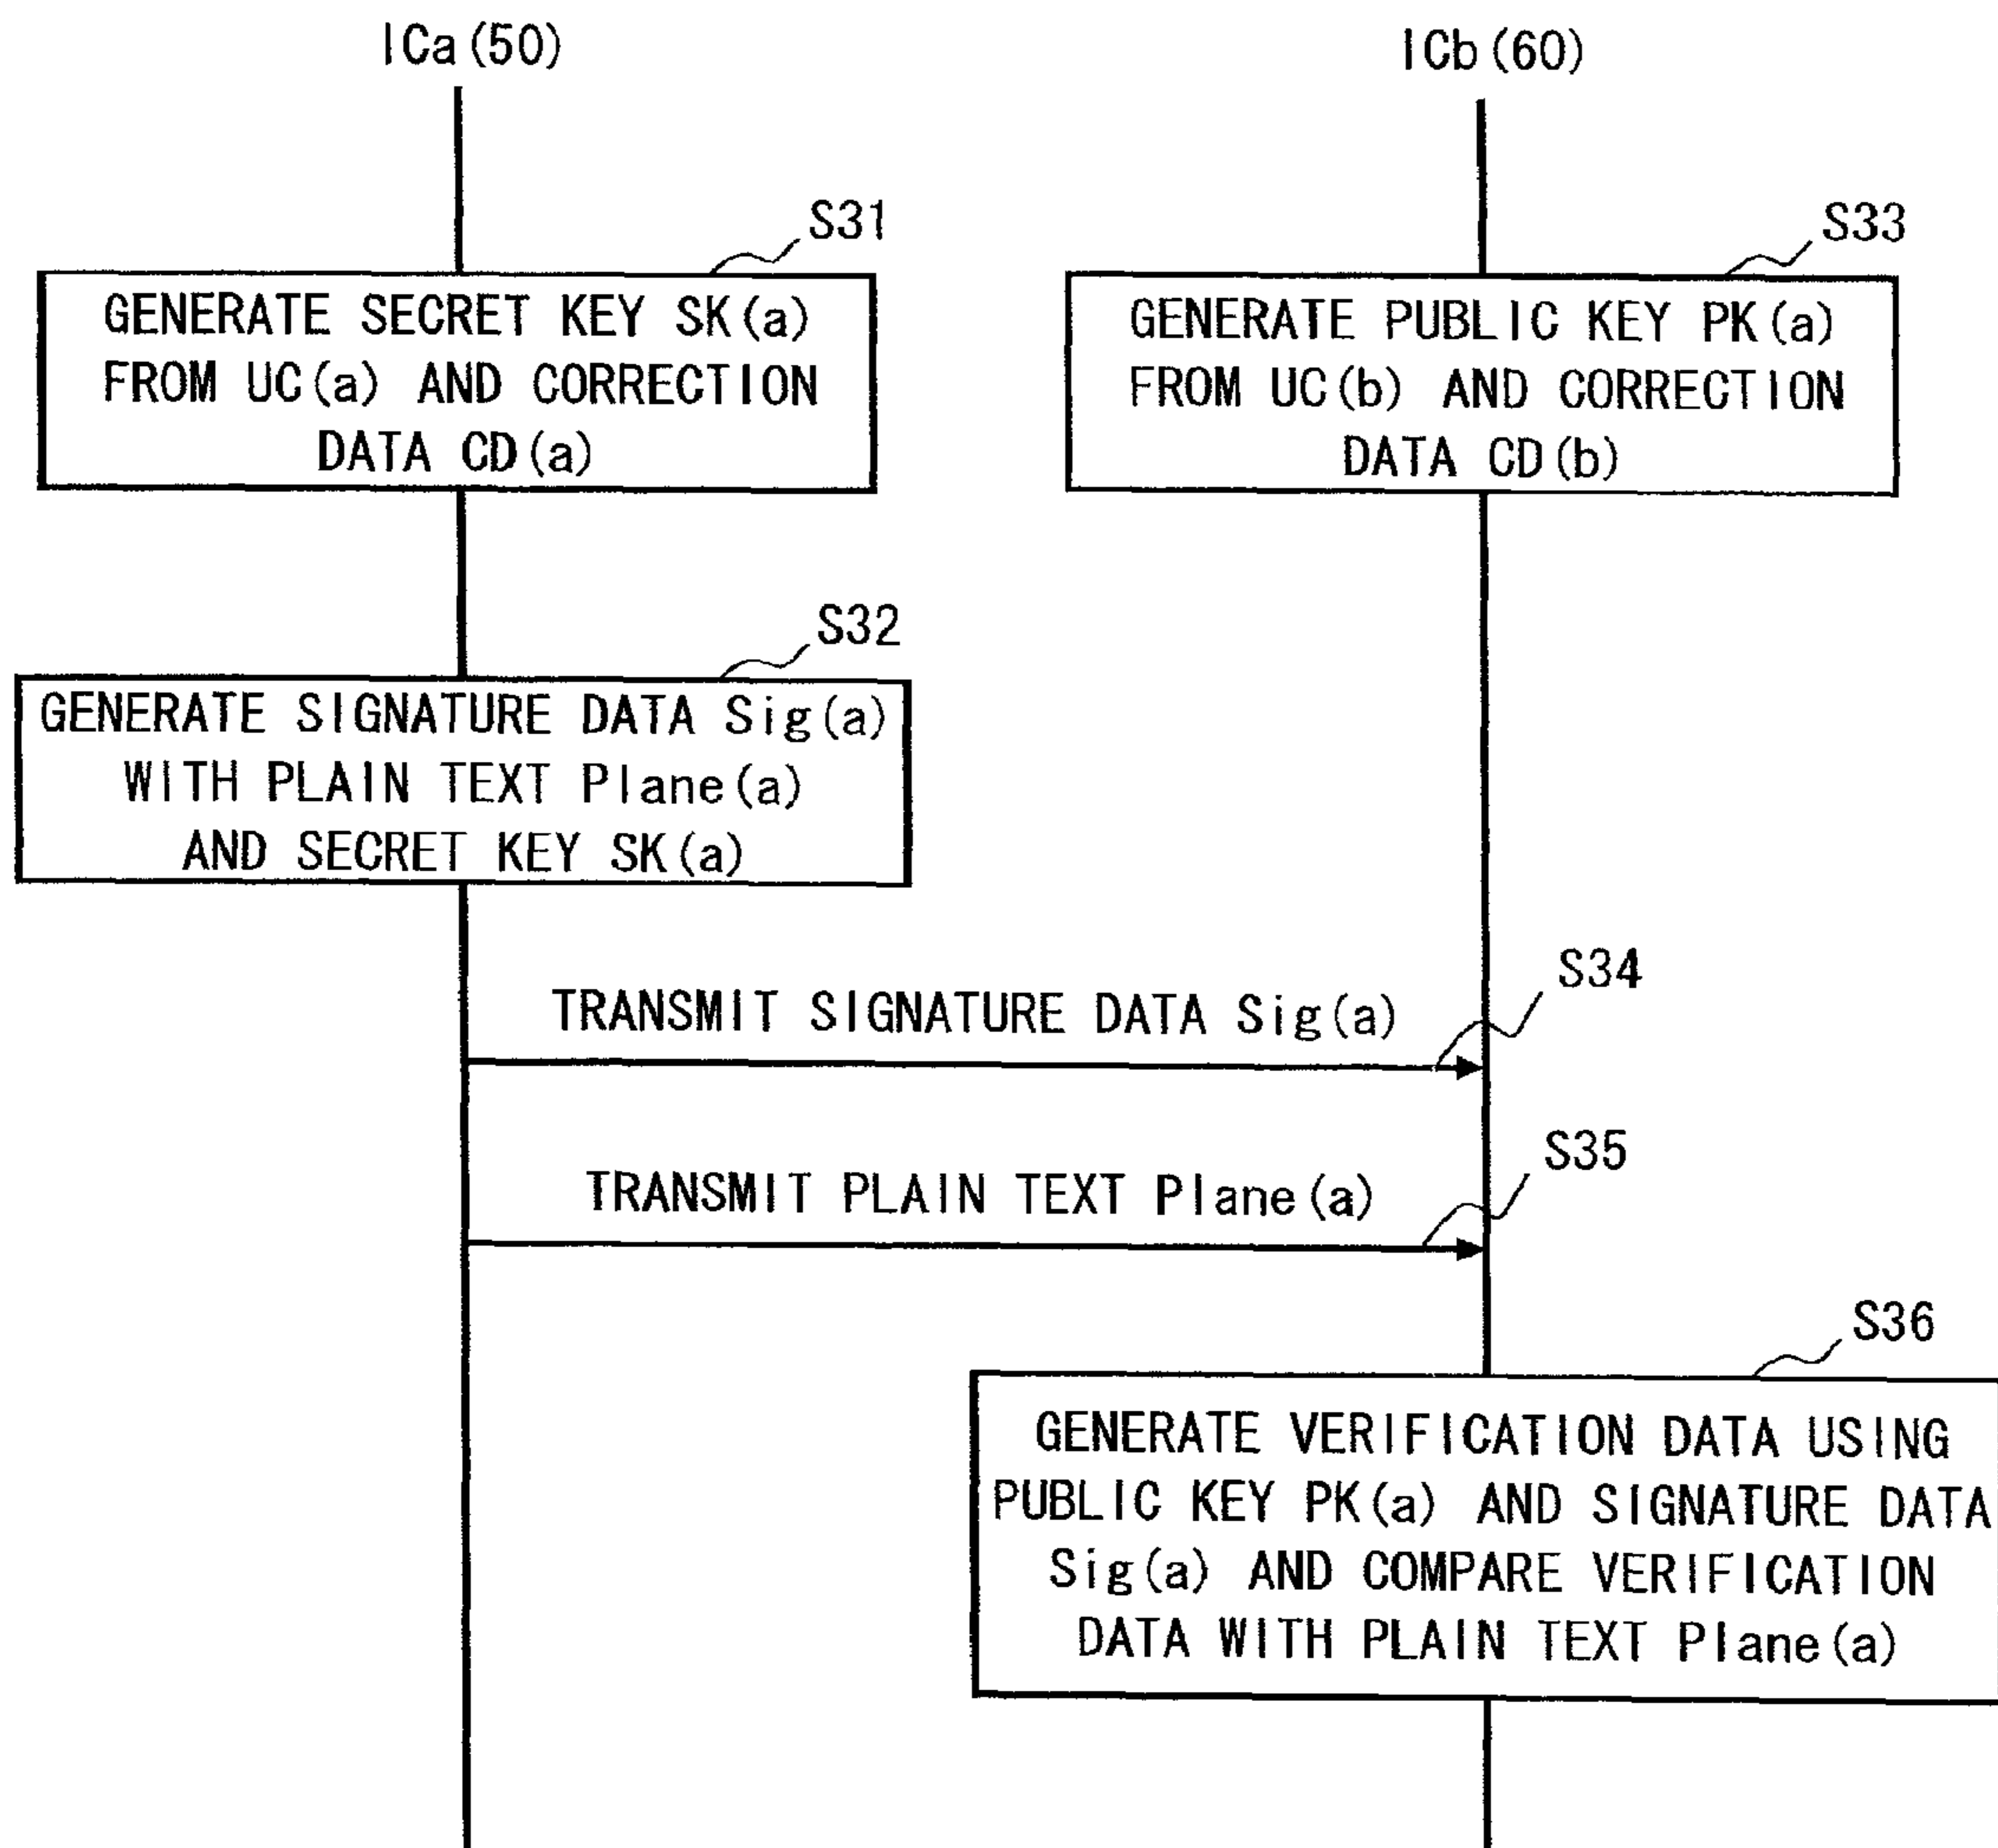 ICa(50)
ICb(60)
S31
S33
GENERATE SECRET KEY SK(a)
FROM UC(a) AND CORRECTION
DATA CD(a)
GENERATE PUBLIC KEY PK(a)
FROM UC(b) AND CORRECTION
DATA CD(b)
S32
GENERATE SIGNATURE DATA Sig(a)
WITH PLAIN TEXT Plane(a)
AND SECRET KEY SK(a)
S34
TRANSMIT SIGNATURE DATA Sig(a)
S35
TRANSMIT PLAIN TEXT Plane(a)
S36
GENERATE VERIFICATION DATA USING
PUBLIC KEY PK(a) AND SIGNATURE DATA
Sig(a) AND COMPARE VERIFICATION
DATA WITH PLAIN TEXT Plane(a)